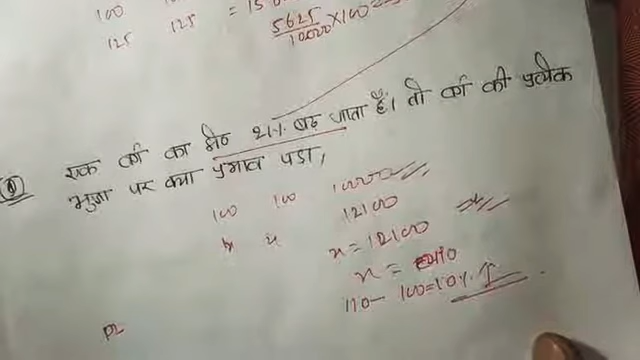 100
125 125 = 15
5625/10000 × 100
एक वर्ग का क्षे० 21% बढ़ जाता है। तो वर्ग की प्रत्येक
भुजा पर क्या प्रभाव पडा,
100 100 10000
x x 12100
x = 12100
x = 110
110 - 100 = 10% ↑